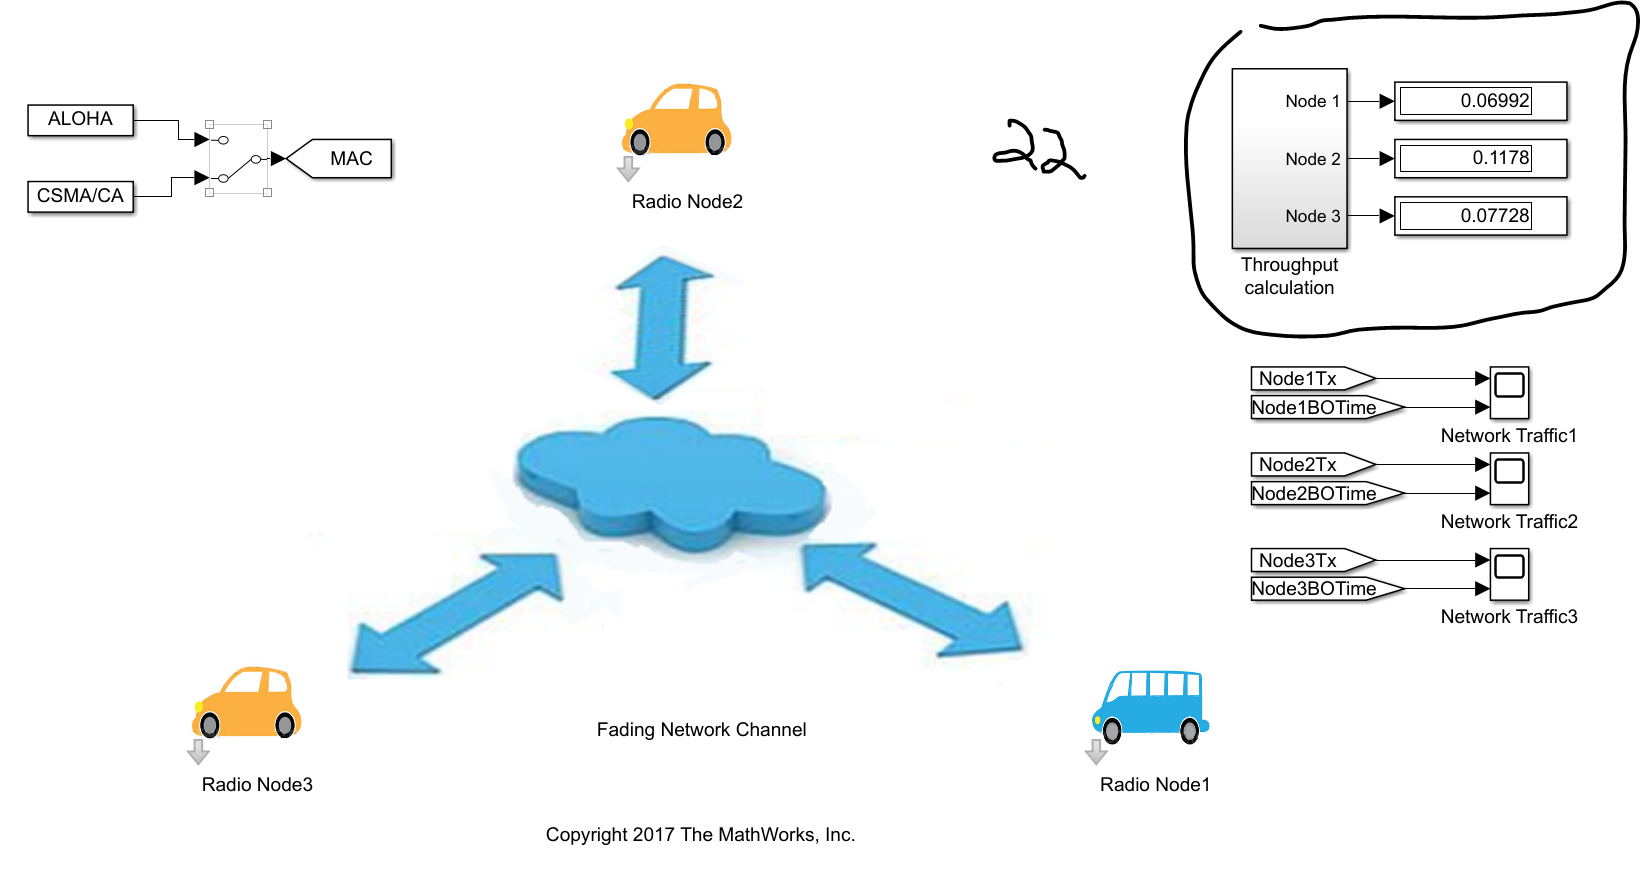 ALOHA
CSMA/CA
MAC
Radio Node2
22
Node 1
0.06992
Node 2
0.1178
Node 3
0.07728
Throughput
calculation
Node1Tx
Node1BOTime
Network Traffic1
Node2Tx
Node2BOTime
Network Traffic2
Node3Tx
Node3BOTime
Network Traffic3
Radio Node3
Fading Network Channel
Radio Node1
Copyright 2017 The MathWorks, Inc.